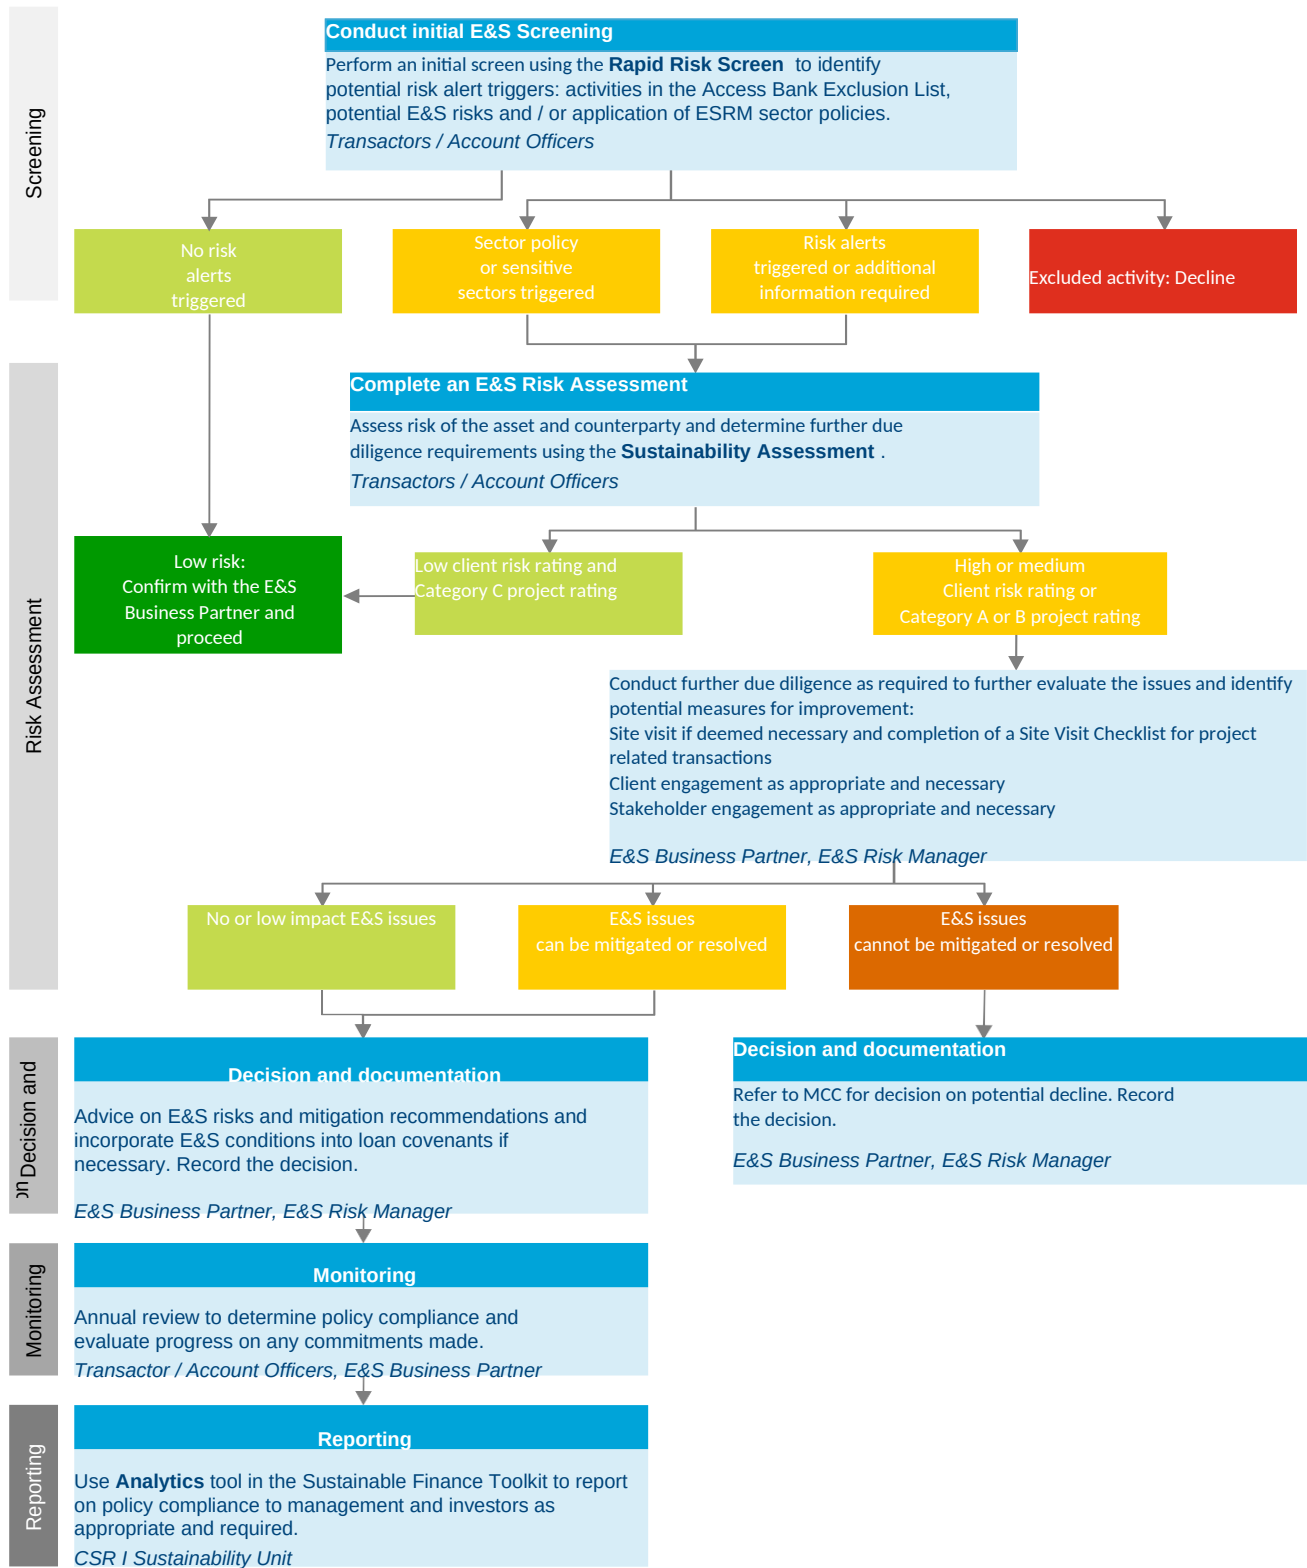 Screening
Conduct initial E&S Screening
Perform an initial screen using the Rapid Risk Screen to identify
potential risk alert triggers: activities in the Access Bank Exclusion List,
potential E&S risks and / or application of ESRM sector policies.
Transactors / Account Officers
No risk
alerts
triggered
Sector policy
or sensitive
sectors triggered
Risk alerts
triggered or additional
information required
Excluded activity: Decline
Risk Assessment
Complete an E&S Risk Assessment
Assess risk of the asset and counterparty and determine further due
diligence requirements using the Sustainability Assessment .
Transactors / Account Officers
Low risk:
Confirm with the E&S
Business Partner and
proceed
Low client risk rating and
Category C project rating
High or medium
Client risk rating or
Category A or B project rating
Conduct further due diligence as required to further evaluate the issues and identify
potential measures for improvement:
Site visit if deemed necessary and completion of a Site Visit Checklist for project
related transactions
Client engagement as appropriate and necessary
Stakeholder engagement as appropriate and necessary
E&S Business Partner, E&S Risk Manager
No or low impact E&S issues
E&S issues
can be mitigated or resolved
E&S issues
cannot be mitigated or resolved
Decision and
on
Decision and documentation
Advice on E&S risks and mitigation recommendations and
incorporate E&S conditions into loan covenants if
necessary. Record the decision.
E&S Business Partner, E&S Risk Manager
Decision and documentation
Refer to MCC for decision on potential decline. Record
the decision.
E&S Business Partner, E&S Risk Manager
Monitoring
Monitoring
Annual review to determine policy compliance and
evaluate progress on any commitments made.
Transactor / Account Officers, E&S Business Partner
Reporting
Reporting
Use Analytics tool in the Sustainable Finance Toolkit to report
on policy compliance to management and investors as
appropriate and required.
CSR I Sustainability Unit